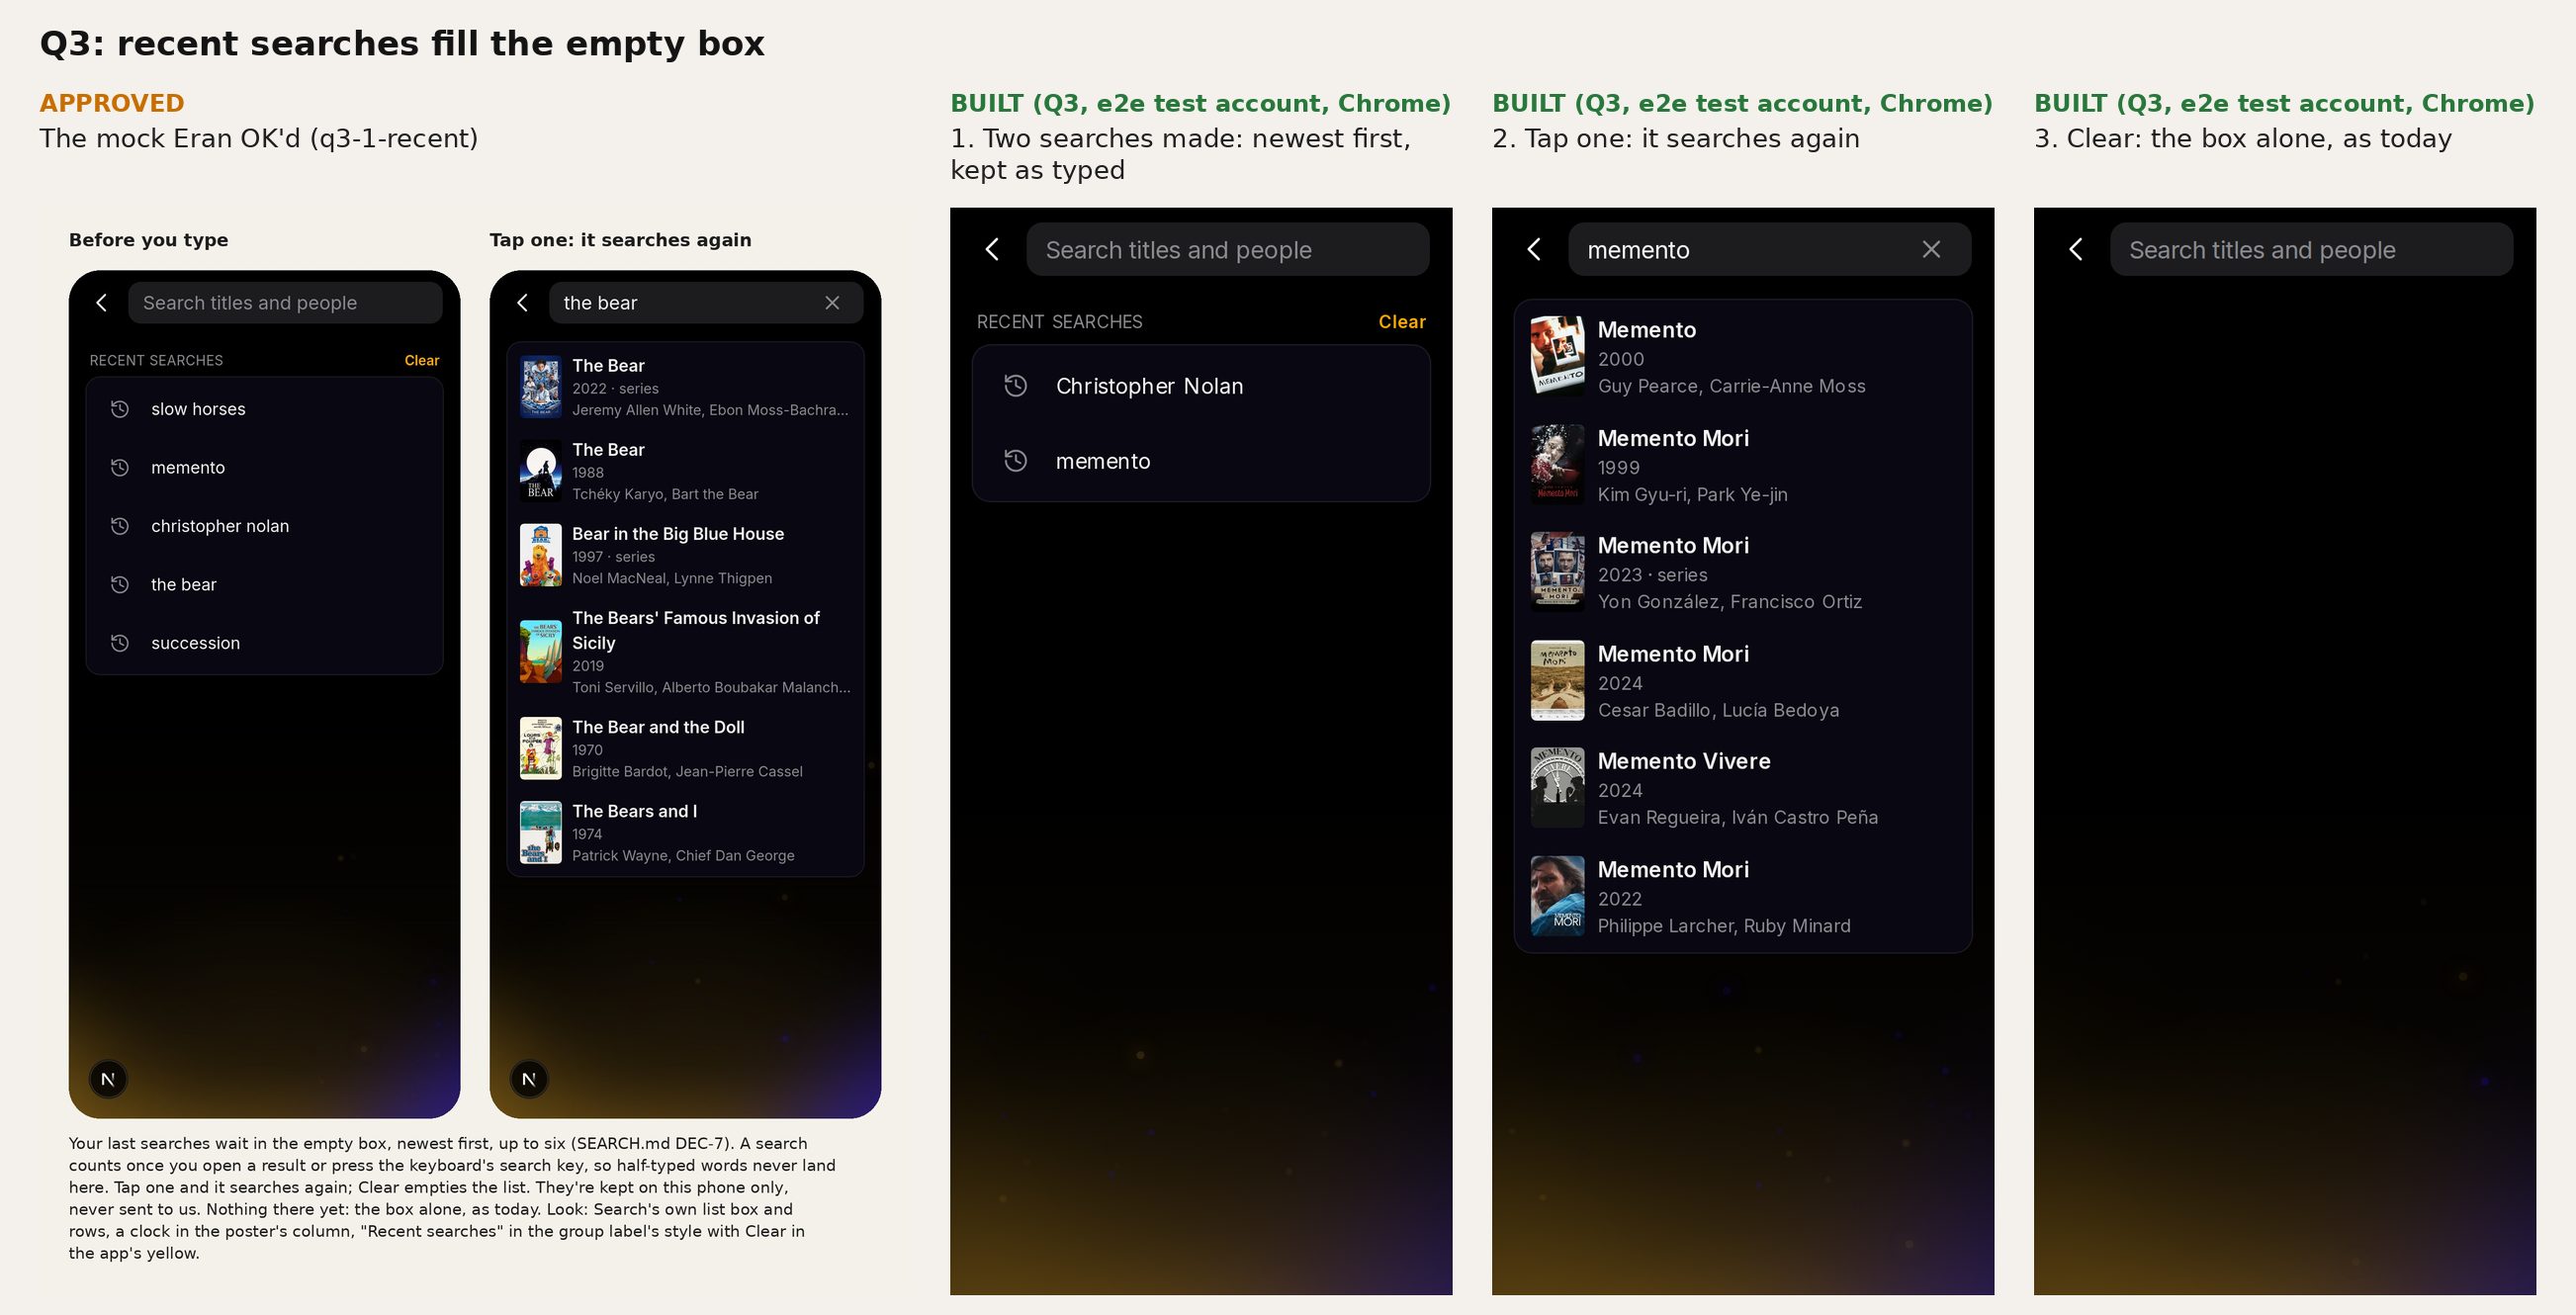 Q3: recent searches fill the empty box
APPROVED
The mock Eran OK'd (q3-1-recent)
Before you type
Search titles and people
RECENT SEARCHES
Clear
slow horses
memento
christopher nolan
the bear
succession
N
Tap one: it searches again
the bear
The Bear
2022 · series
Jeremy Allen White, Ebon Moss-Bachra...
The Bear
1988
Tchéky Karyo, Bart the Bear
Bear in the Big Blue House
1997 · series
Noel MacNeal, Lynne Thigpen
The Bears' Famous Invasion of
Sicily
2019
Toni Servillo, Alberto Boubakar Malanch...
The Bear and the Doll
1970
Brigitte Bardot, Jean-Pierre Cassel
The Bears and I
1974
Patrick Wayne, Chief Dan George
N
Your last searches wait in the empty box, newest first, up to six (SEARCH.md DEC-7). A search
counts once you open a result or press the keyboard's search key, so half-typed words never land
here. Tap one and it searches again; Clear empties the list. They're kept on this phone only,
never sent to us. Nothing there yet: the box alone, as today. Look: Search's own list box and
rows, a clock in the poster's column, "Recent searches" in the group label's style with Clear in
the app's yellow.
BUILT (Q3, e2e test account, Chrome)
1. Two searches made: newest first,
kept as typed
Search titles and people
RECENT SEARCHES
Clear
Christopher Nolan
memento
BUILT (Q3, e2e test account, Chrome)
2. Tap one: it searches again
memento
Memento
2000
Guy Pearce, Carrie-Anne Moss
Memento Mori
1999
Kim Gyu-ri, Park Ye-jin
Memento Mori
2023 · series
Yon González, Francisco Ortiz
Memento Mori
2024
Cesar Badillo, Lucía Bedoya
Memento Vivere
2024
Evan Regueira, Iván Castro Peña
Memento Mori
2022
Philippe Larcher, Ruby Minard
BUILT (Q3, e2e test account, Chrome)
3. Clear: the box alone, as today
Search titles and people